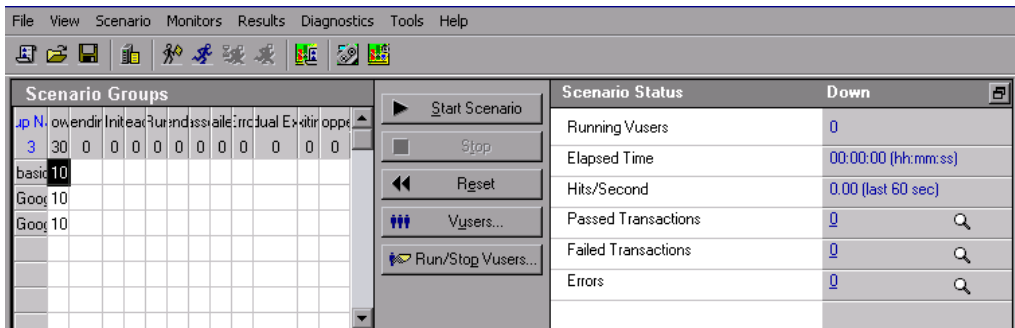 File View Scenario Monitors Results Diagnostics Tools Help
Scenario Groups
3 30 0 0 0 0 0 0 0 0 0 0 0
basic 10
Goog 10
Goog 10
Start Scenario
Stop
Reset
Vusers...
Run/Stop Vusers...
Scenario Status Down
Running Vusers 0
Elapsed Time 00:00:00 (hh:mm:ss)
Hits/Second 0.00 (last 60 sec)
Passed Transactions 0
Failed Transactions 0
Errors 0